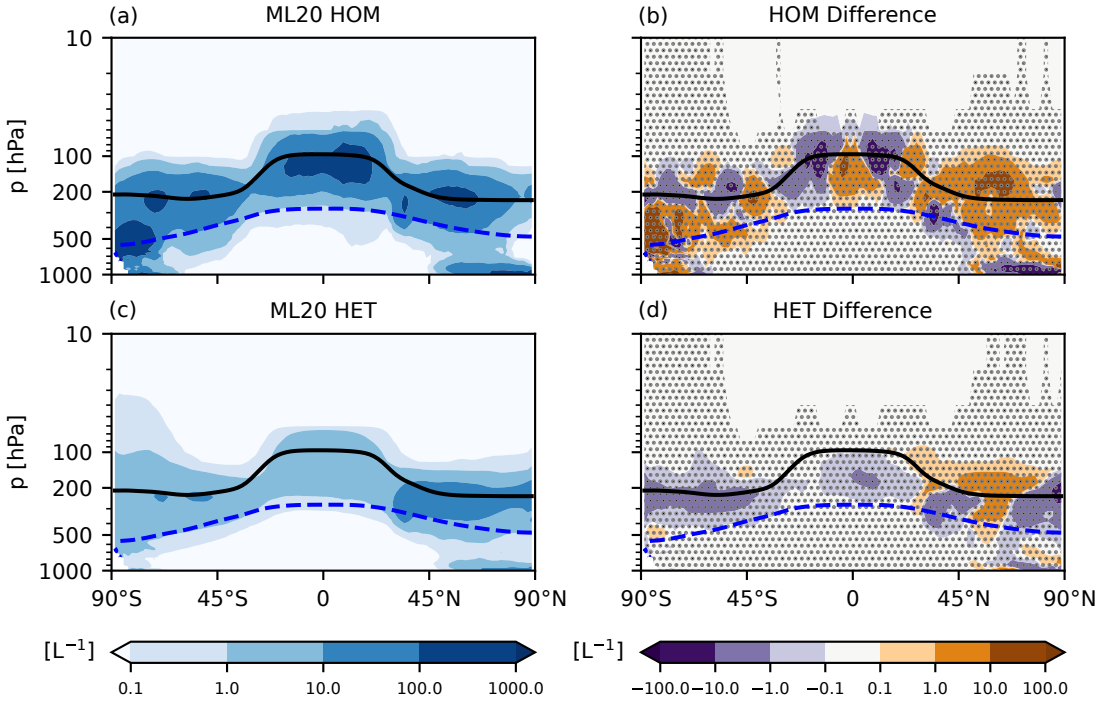 (a) ML20 HOM (b) HOM Difference
10
100
200
500
1000
p [hPa]
(c) ML20 HET (d) HET Difference
10
100
200
500
1000
p [hPa]
90°S 45°S 0 45°N 90°N 90°S 45°S 0 45°N 90°N
[L⁻¹] [L⁻¹]
0.1 1.0 10.0 100.0 1000.0 −100.0 −10.0 −1.0 −0.1 0.1 1.0 10.0 100.0